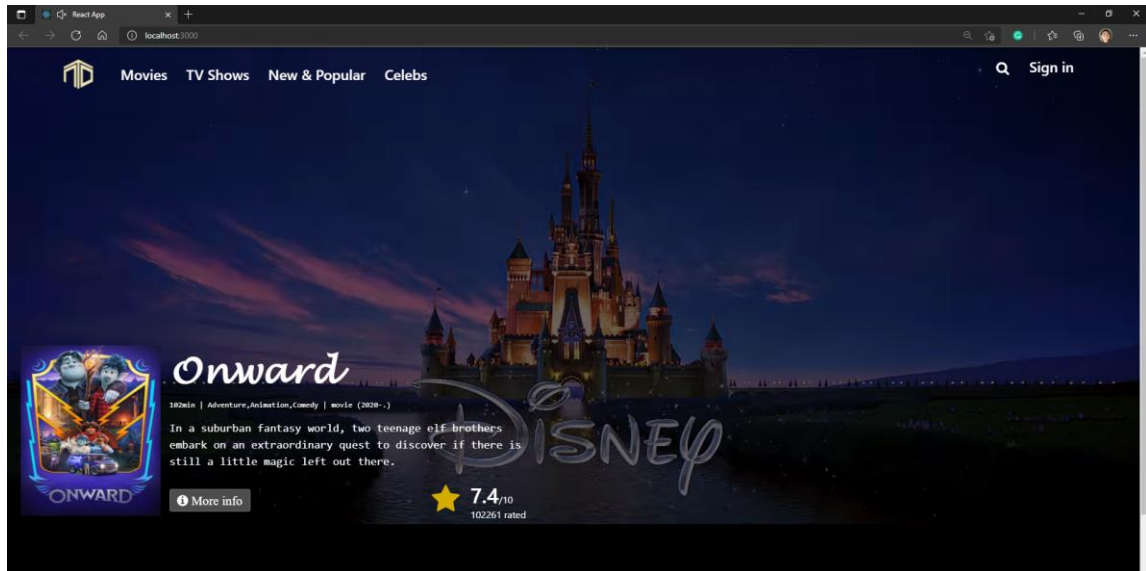 React App
localhost:3000
Movies TV Shows New & Popular Celebs
Sign in
Onward
102min | Adventure,Animation,Comedy | movie (2020-.)
In a suburban fantasy world, two teenage elf brothers
embark on an extraordinary quest to discover if there is
still a little magic left out there.
DISNEY
ONWARD
More info
7.4/10
102261 rated